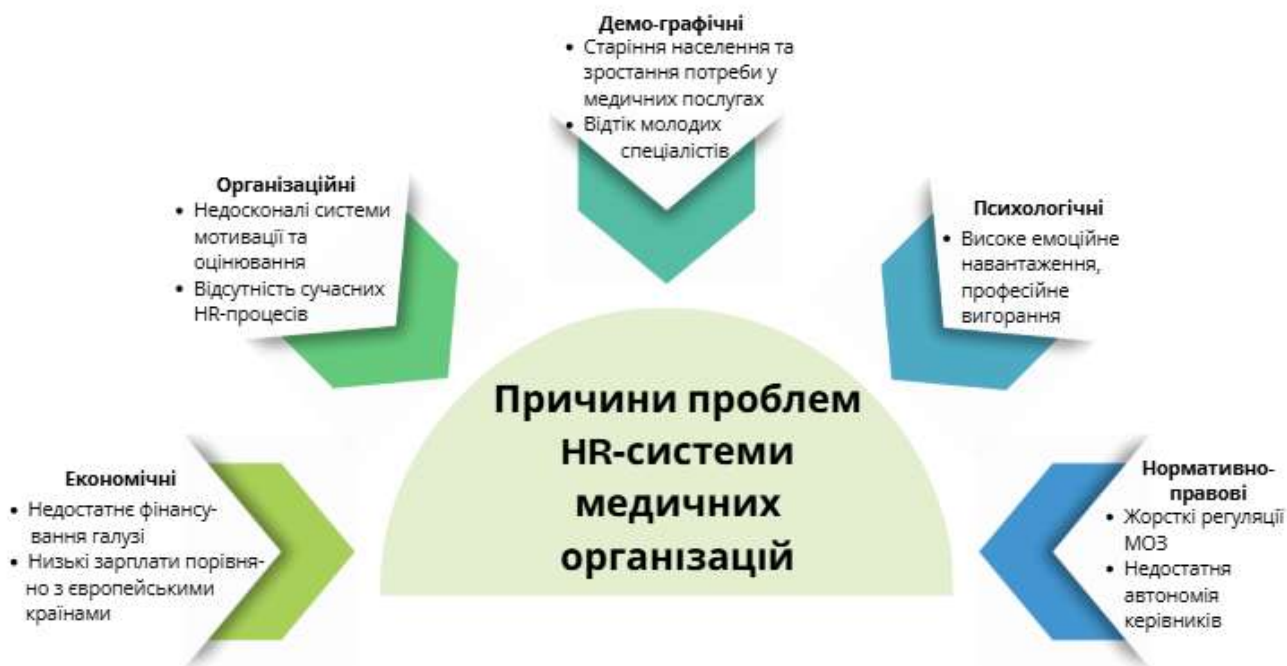 Демо-графічні
• Старіння населення та
зростання потреби у
медичних послугах
• Відтік молодих
спеціалістів
Організаційні
• Недосконалі системи
мотивації та
оцінювання
• Відсутність сучасних
HR-процесів
Психологічні
• Високе емоційне
навантаження,
професійне
вигорання
Причини проблем
HR-системи
медичних
організацій
Економічні
• Недостатнє фінансу-
вання галузі
• Низькі зарплати порівня-
но з європейськими
країнами
Нормативно-
правові
• Жорсткі регуляції
МОЗ
• Недостатня
автономія
керівників